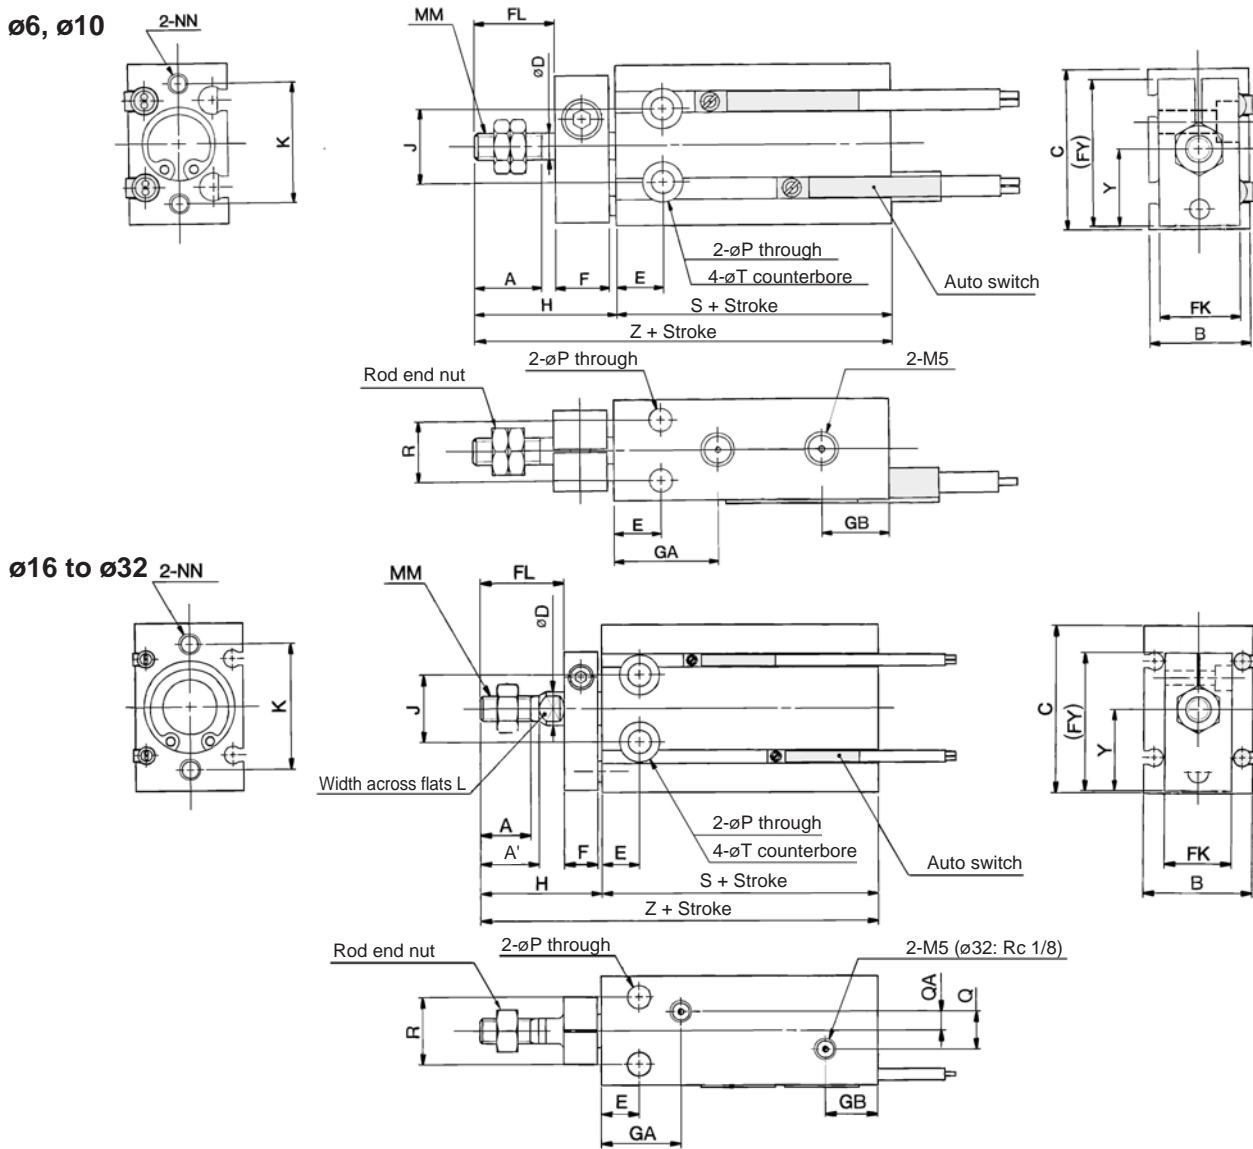 ø6, ø10
2-NN
K
MM
FL
øD
J
A
F
E
H
S + Stroke
Z + Stroke
2-øP through
4-øT counterbore
Auto switch
C
(FY)
Y
FK
B
Rod end nut
2-øP through
2-M5
R
E
GA
GB
ø16 to ø32
2-NN
K
MM
FL
øD
J
Width across flats L
A
A'
F
E
H
S + Stroke
Z + Stroke
2-øP through
4-øT counterbore
Auto switch
C
(FY)
Y
FK
B
Rod end nut
2-øP through
2-M5 (ø32: Rc 1/8)
QA
Q
R
E
GA
GB